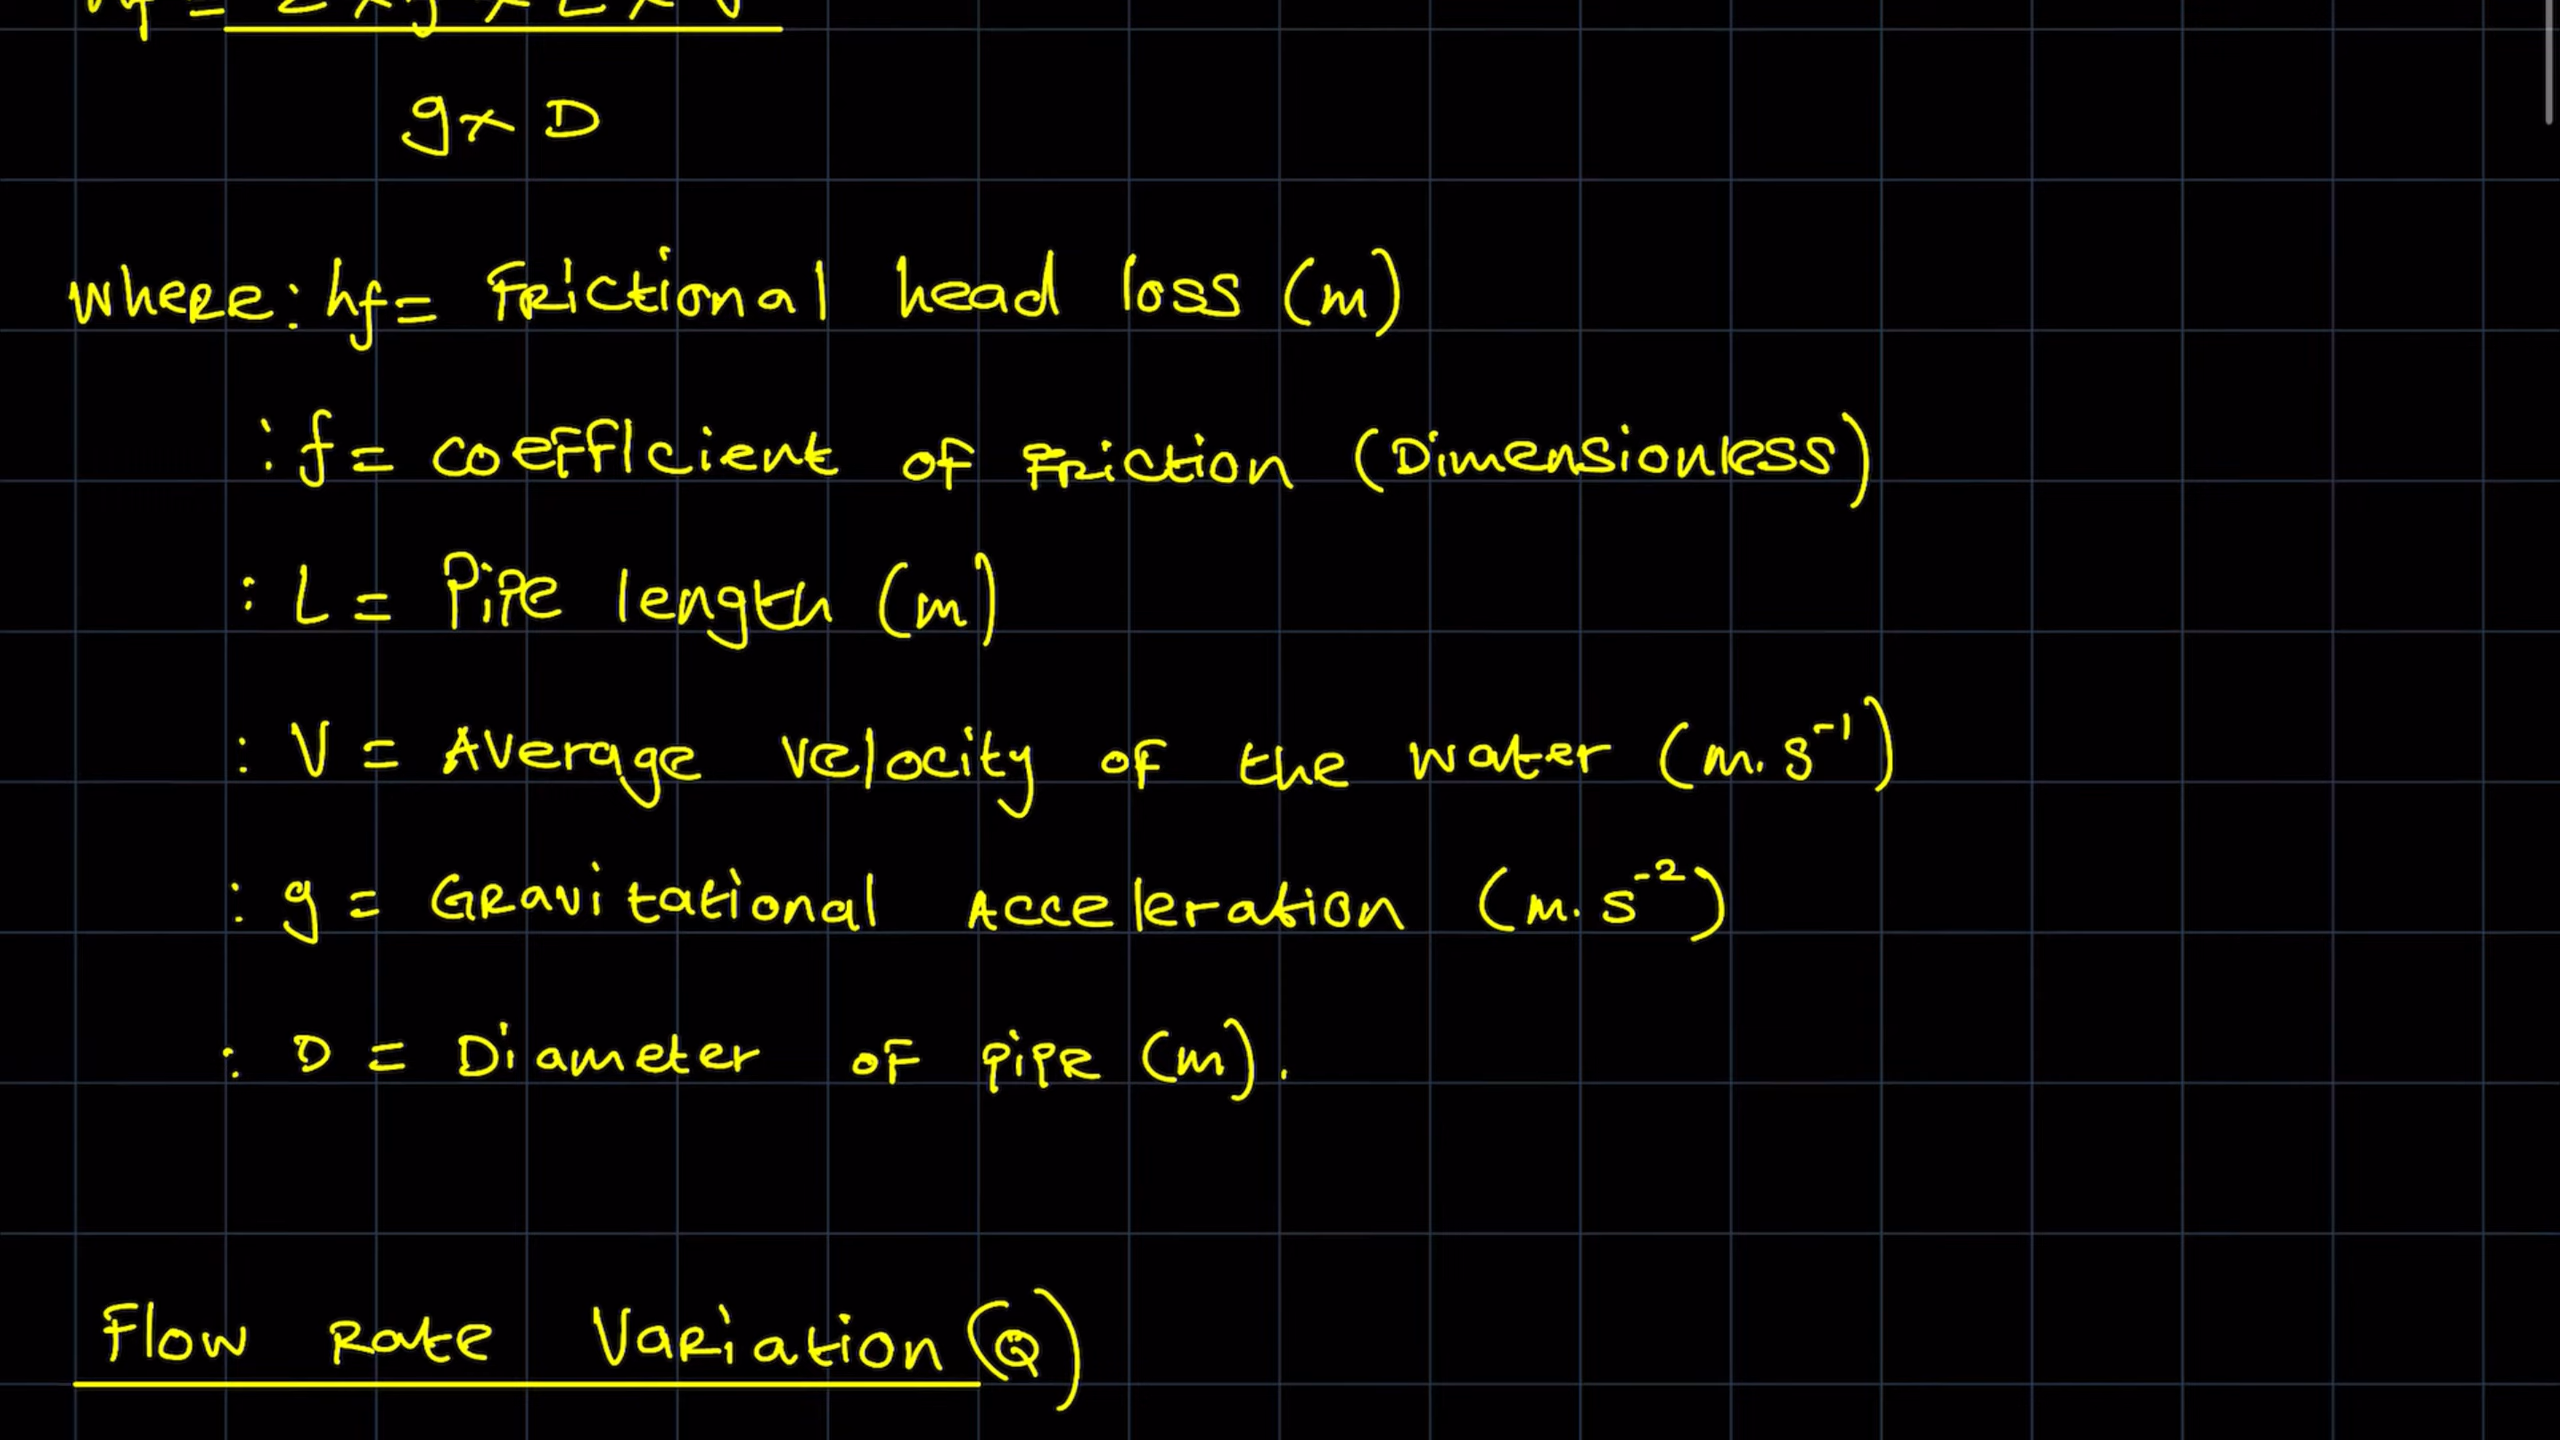 g x D
where: hf = Frictional head loss (m)
: f = coefficient of Friction (Dimensionless)
: L = Pipe length (m)
: V = Average velocity of the water (m.s⁻¹)
: g = Gravitational Acceleration (m.s⁻²)
: D = Diameter of pipe (m).
Flow Rate Variation (Q)